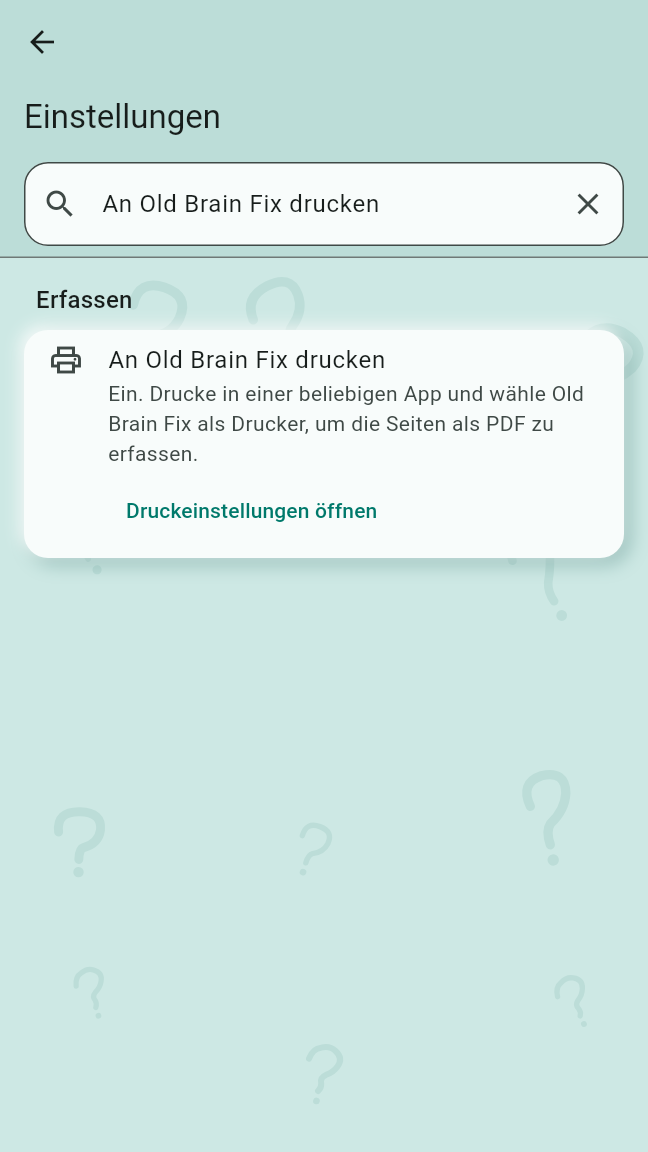 Einstellungen
An Old Brain Fix drucken
Erfassen
An Old Brain Fix drucken
Ein. Drucke in einer beliebigen App und wähle Old
Brain Fix als Drucker, um die Seiten als PDF zu
erfassen.
Druckeinstellungen öffnen